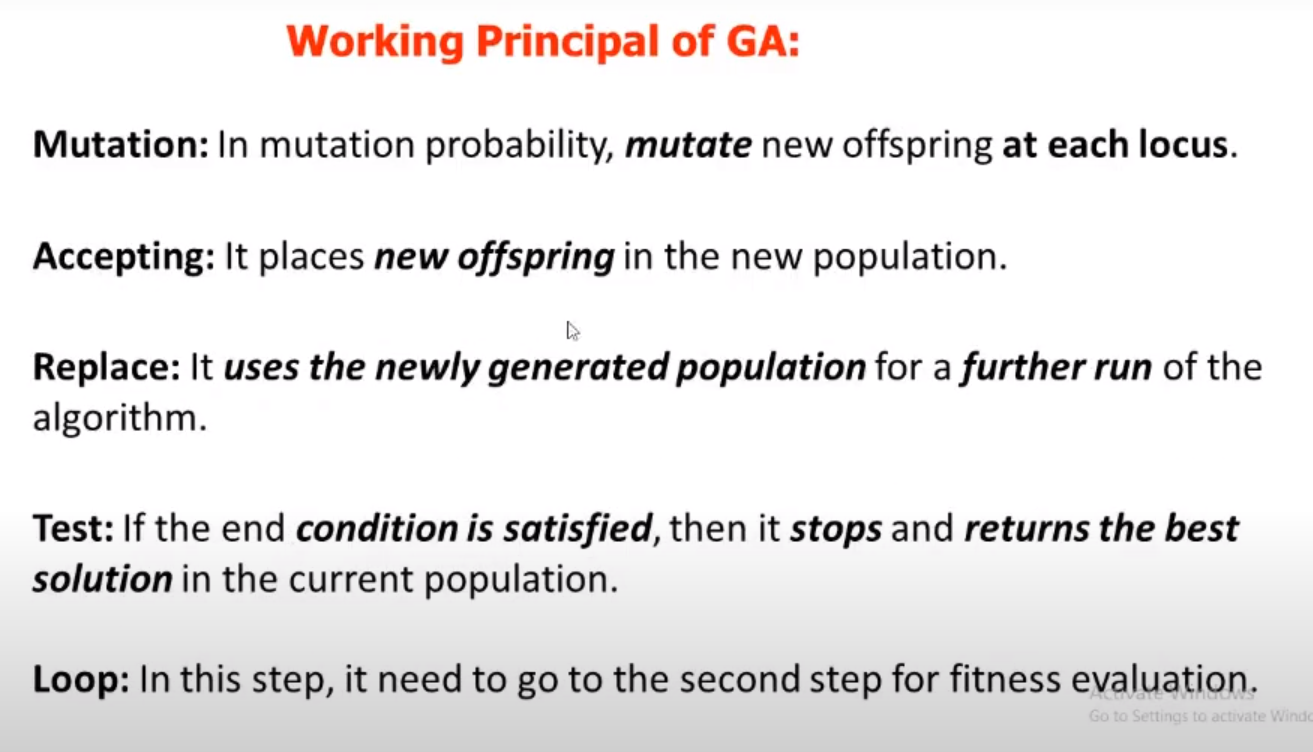 Working Principal of GA:
Mutation: In mutation probability, mutate new offspring at each locus.
Accepting: It places new offspring in the new population.
Replace: It uses the newly generated population for a further run of the
algorithm.
Test: If the end condition is satisfied, then it stops and returns the best
solution in the current population.
Loop: In this step, it need to go to the second step for fitness evaluation.
Activate Windows
Go to Settings to activate Windo